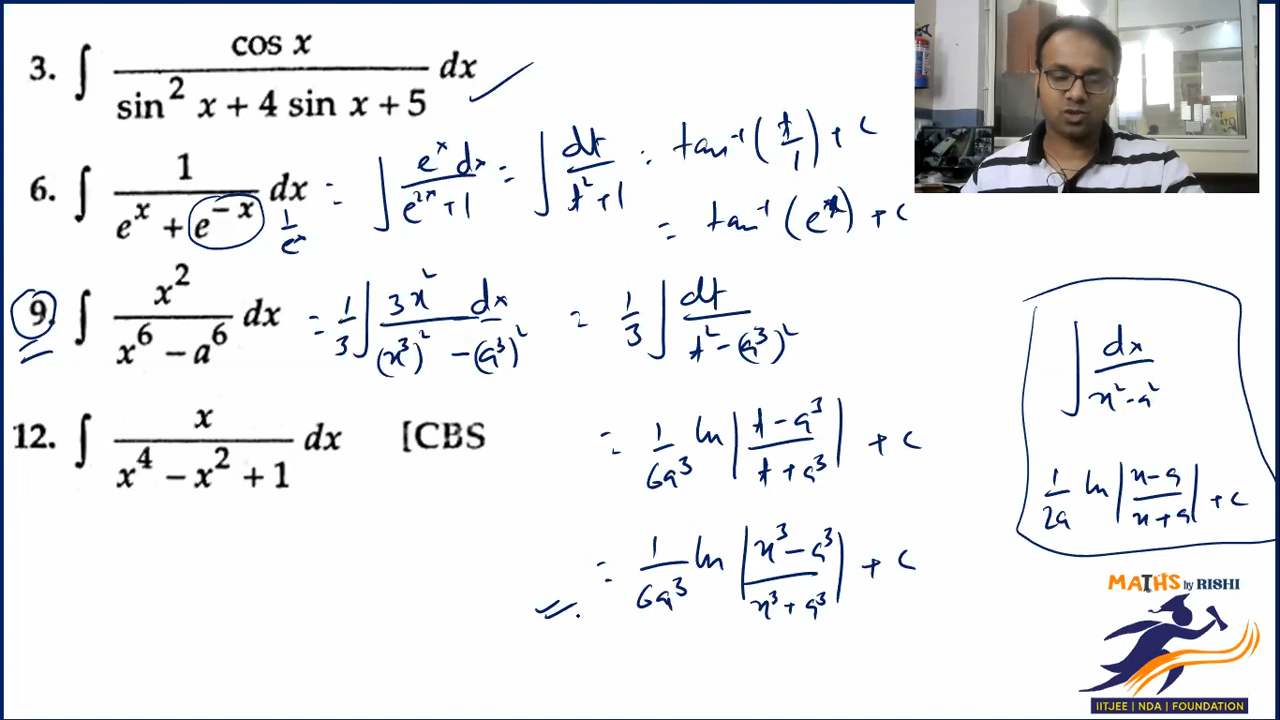 3. ∫ cos x / (sin² x + 4 sin x + 5) dx ✓
6. ∫ 1 / (eˣ + e⁻ˣ) dx = ∫ eˣ dx / (e²ˣ + 1) = ∫ dt / (t² + 1) = tan⁻¹ (t/1) + c
1/eˣ
= tan⁻¹ (eˣ) + c
9. ∫ x² / (x⁶ − a⁶) dx = 1/3 ∫ 3x² dx / ((x³)² − (a³)²) = 1/3 ∫ dt / (t² − (a³)²)
= 1/6a³ ln |(t − a³) / (t + a³)| + c
= 1/6a³ ln |(x³ − a³) / (x³ + a³)| + c
12. ∫ x / (x⁴ − x² + 1) dx [CBS
∫ dx / (x² − a²)
1/2a ln |(x − a) / (x + a)| + c
MATHS by RISHI
IITJEE | NDA | FOUNDATION